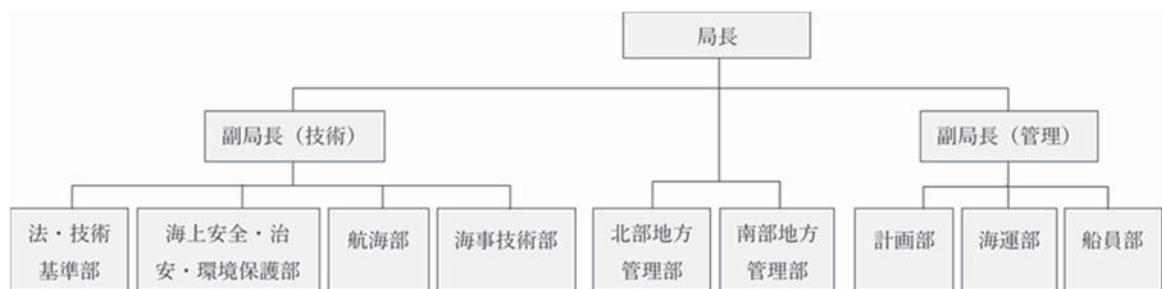 局長
副局長（技術）
副局長（管理）
法・技術
基準部
海上安全・治
安・環境保護部
航海部
海事技術部
北部地方
管理部
南部地方
管理部
計画部
海運部
船員部